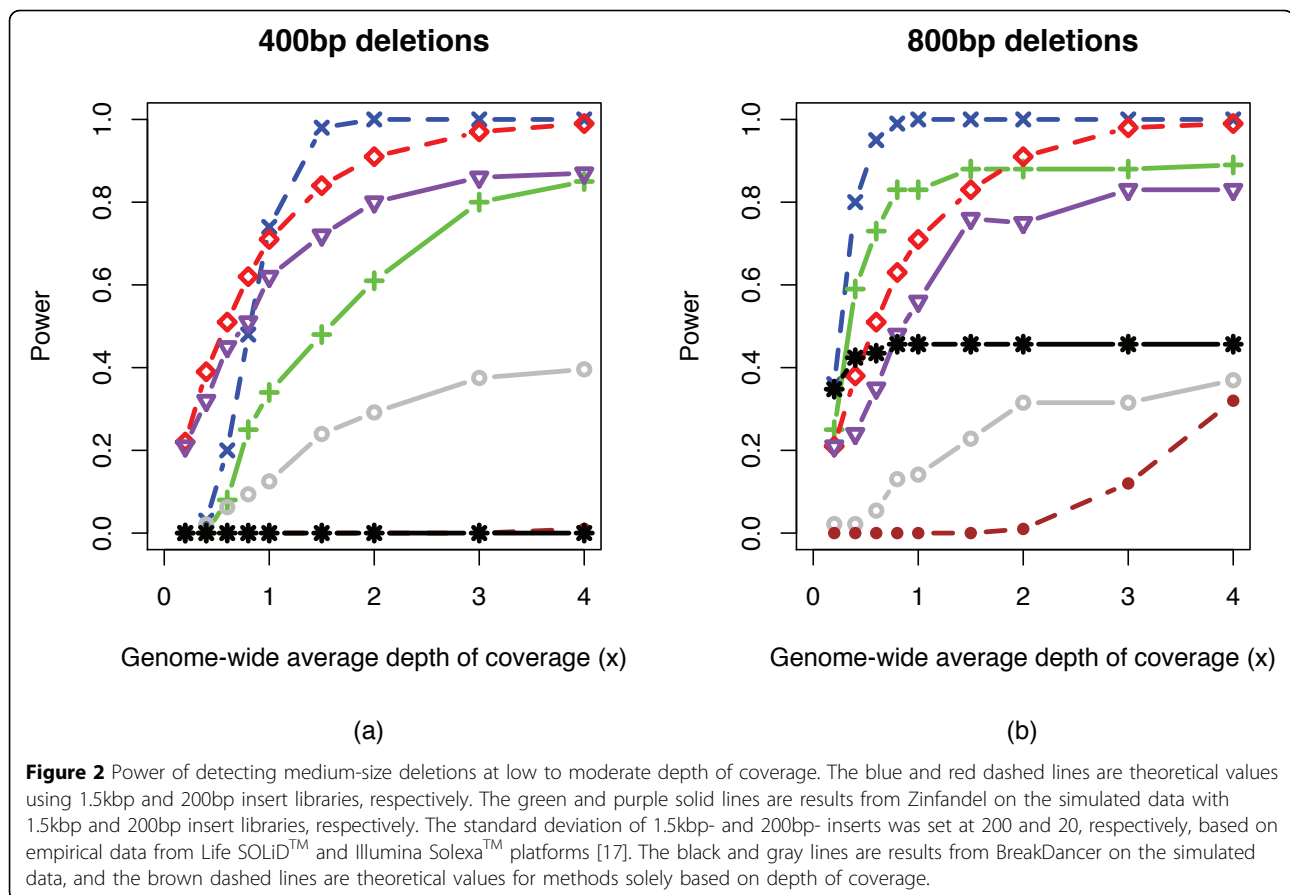 400bp deletions
1.0
0.8
0.6
0.4
0.2
0.0
Power
0 1 2 3 4
Genome-wide average depth of coverage (x)
(a)
800bp deletions
1.0
0.8
0.6
0.4
0.2
0.0
Power
0 1 2 3 4
Genome-wide average depth of coverage (x)
(b)
Figure 2 Power of detecting medium-size deletions at low to moderate depth of coverage. The blue and red dashed lines are theoretical values
using 1.5kbp and 200bp insert libraries, respectively. The green and purple solid lines are results from Zinfandel on the simulated data with
1.5kbp and 200bp insert libraries, respectively. The standard deviation of 1.5kbp- and 200bp- inserts was set at 200 and 20, respectively, based on
empirical data from Life SOLiD™ and Illumina Solexa™ platforms [17]. The black and gray lines are results from BreakDancer on the simulated
data, and the brown dashed lines are theoretical values for methods solely based on depth of coverage.